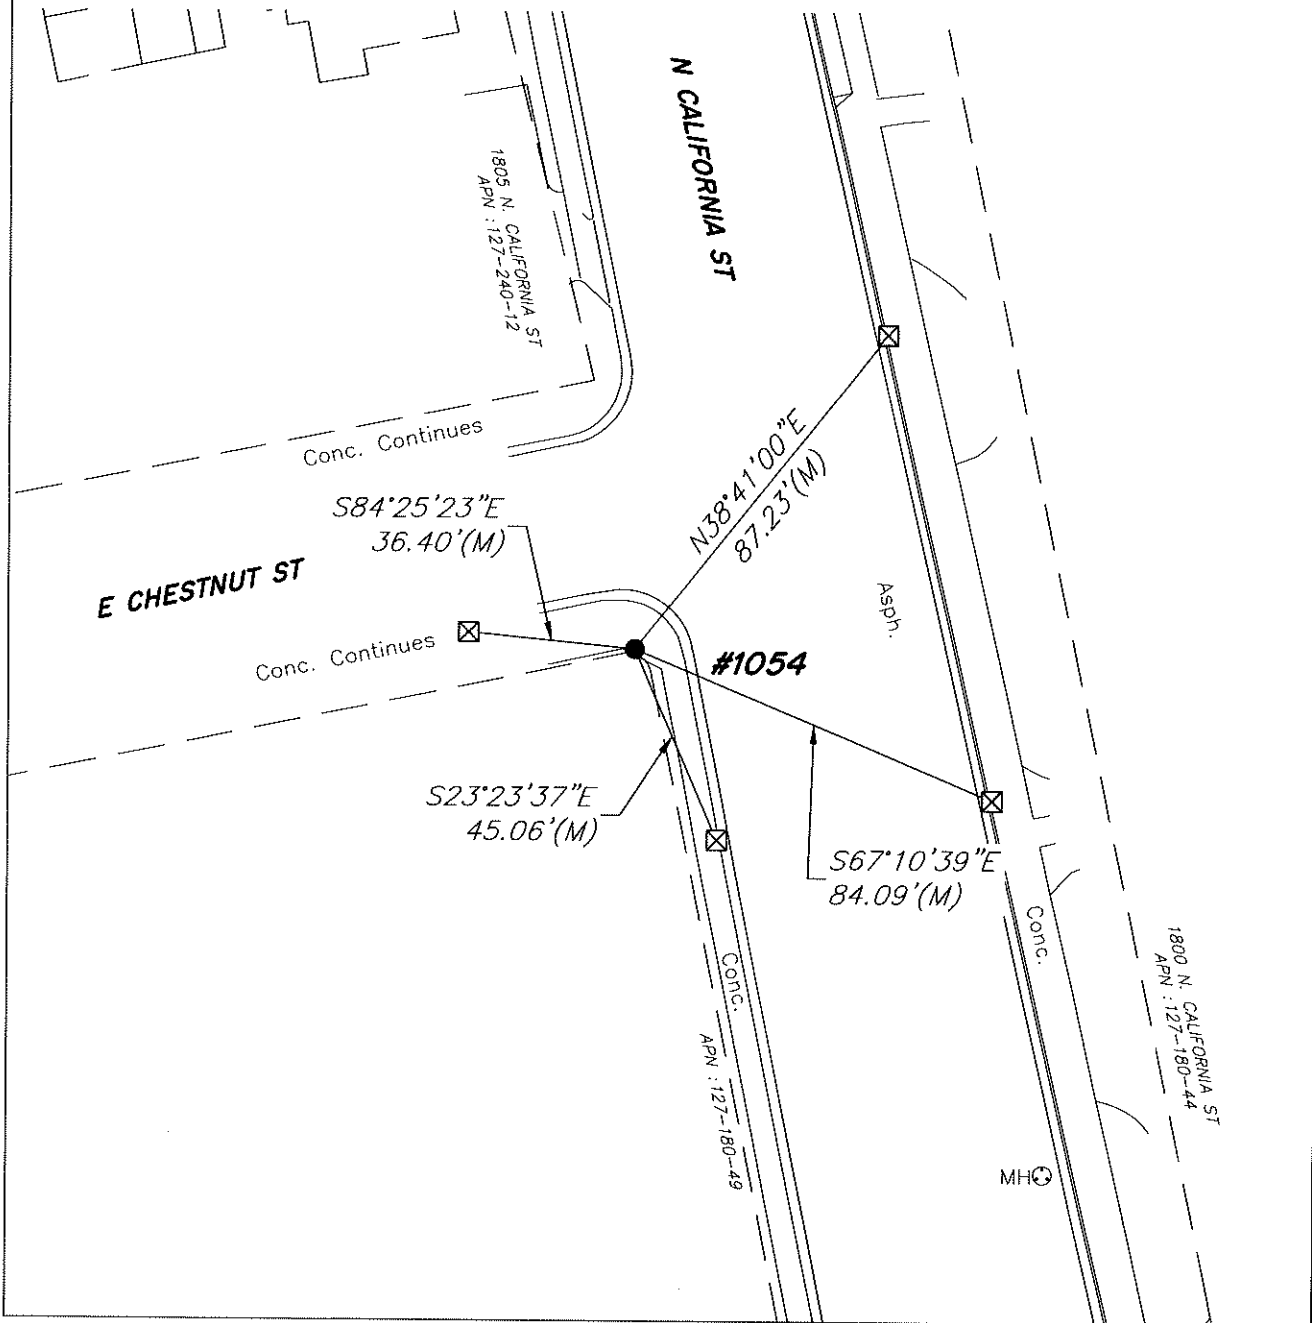 N CALIFORNIA ST
1805 N. CALIFORNIA ST
APN : 127-240-12
Conc. Continues
N38°41'00"E
87.23'(M)
S84°25'23"E
36.40'(M)
E CHESTNUT ST
Asph.
Conc. Continues
#1054
S23°23'37"E
45.06'(M)
S67°10'39"E
84.09'(M)
Conc.
Conc.
1800 N. CALIFORNIA ST
APN : 127-180-44
APN : 127-180-49
MH